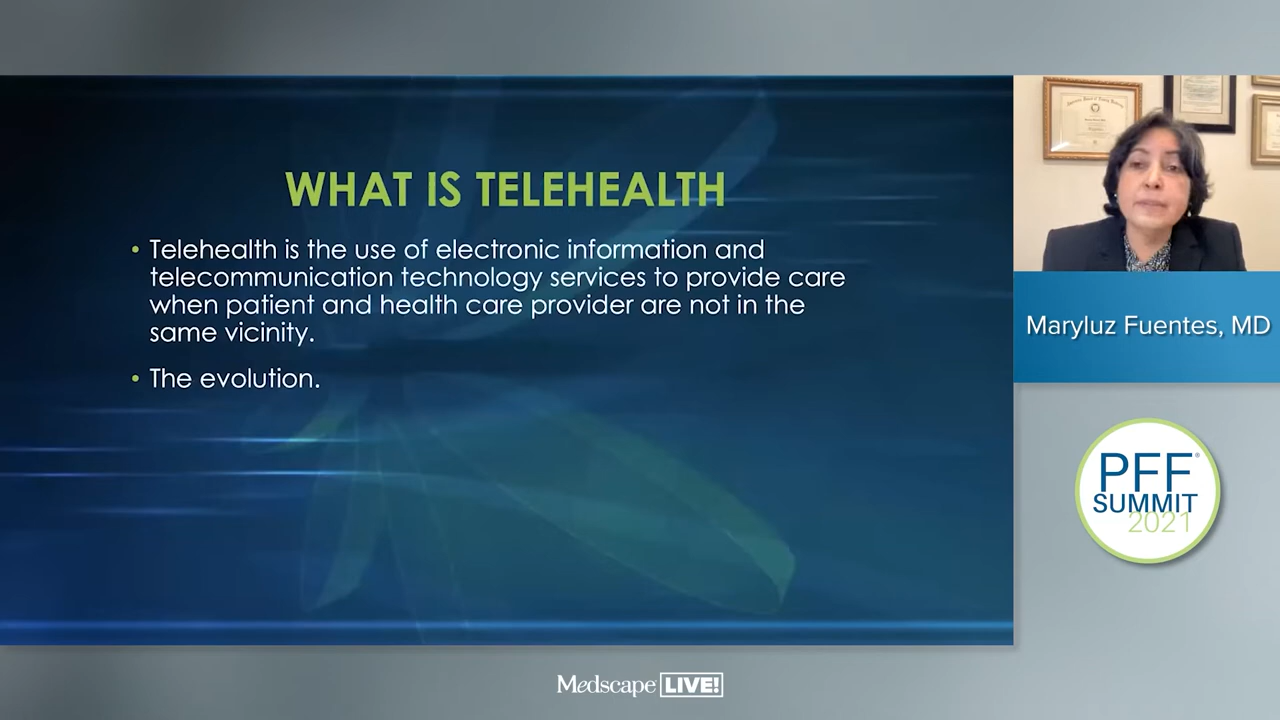 WHAT IS TELEHEALTH
• Telehealth is the use of electronic information and
telecommunication technology services to provide care
when patient and health care provider are not in the
same vicinity.
• The evolution.
Maryluz Fuentes, MD
PFF®
SUMMIT
2021
Medscape LIVE!